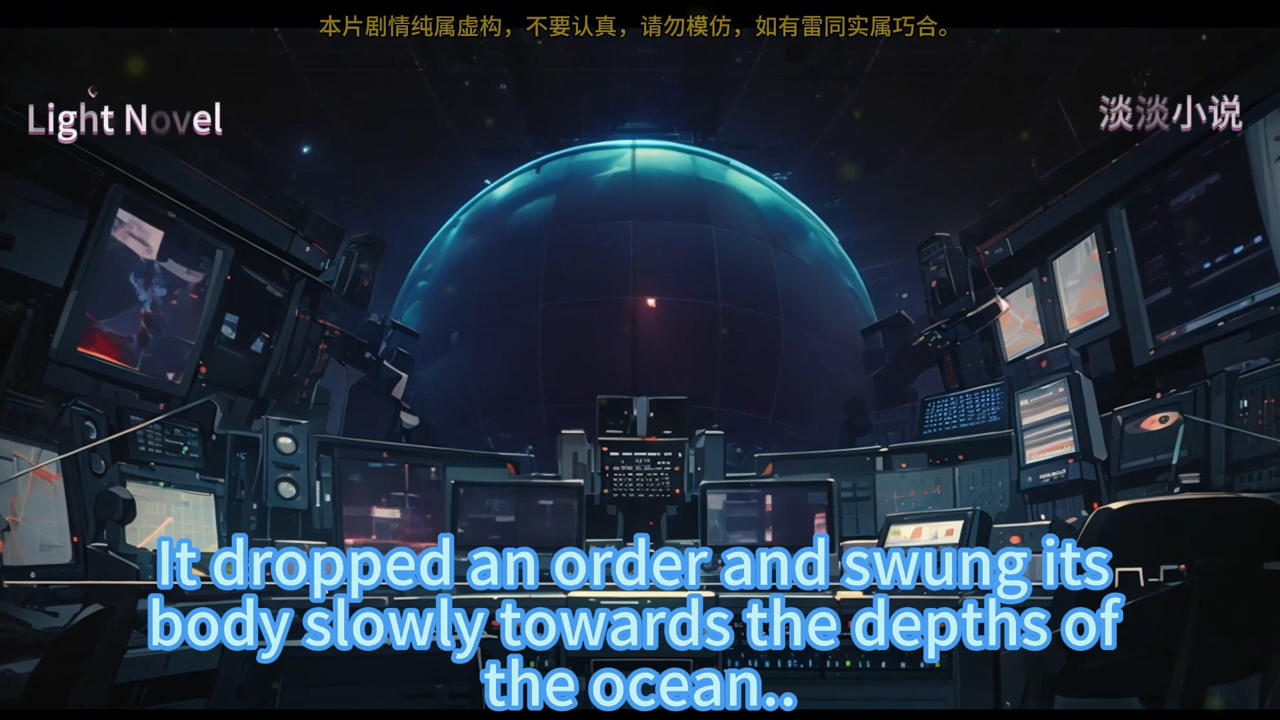 本片剧情纯属虚构，不要认真，请勿模仿，如有雷同实属巧合。
Light Novel
淡淡小说
It dropped an order and swung its
body slowly towards the depths of
the ocean..